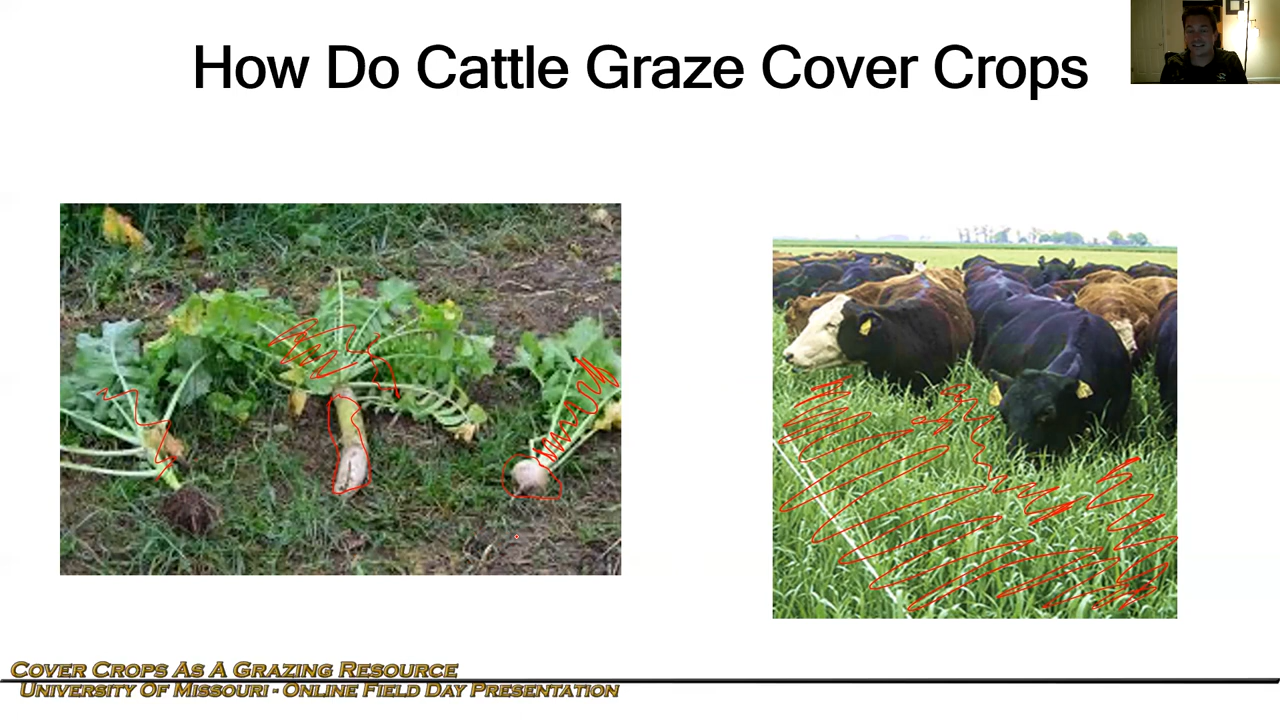 How Do Cattle Graze Cover Crops
Cover Crops As A Grazing Resource
University Of Missouri - Online Field Day Presentation